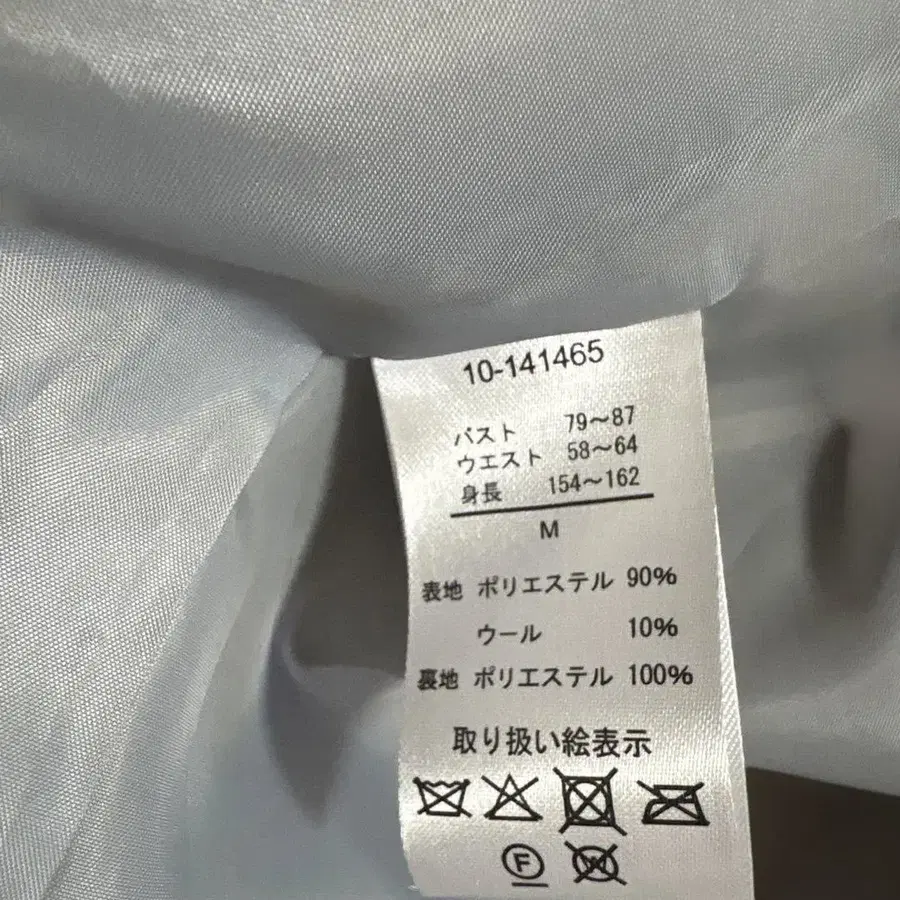 10-141465
バスト 79～87
ウエスト 58～64
身長 154～162
M
表地 ポリエステル 90%
ウール 10%
裏地 ポリエステル 100%
取り扱い絵表示
F W